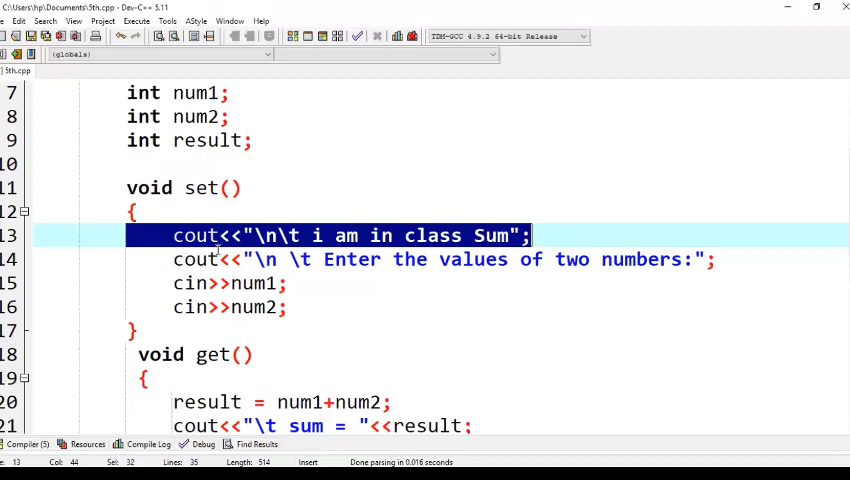 C:\Users\hp\Documents\5th.cpp - Dev-C++ 5.11
File Edit Search View Project Execute Tools AStyle Window Help
TDM-GCC 4.9.2 64-bit Release
(globals)
5th.cpp
7 int num1;
8 int num2;
9 int result;
10
11 void set()
12 {
13 cout<<"\n\t i am in class Sum";
14 cout<<"\n \t Enter the values of two numbers:";
15 cin>>num1;
16 cin>>num2;
17 }
18 void get()
19 {
20 result = num1+num2;
21 cout<<"\t sum = "<<result;
Compiler (5) Resources Compile Log Debug Find Results
e: 13 Col: 44 Sel: 32 Lines: 35 Length: 514 Insert Done parsing in 0.016 seconds